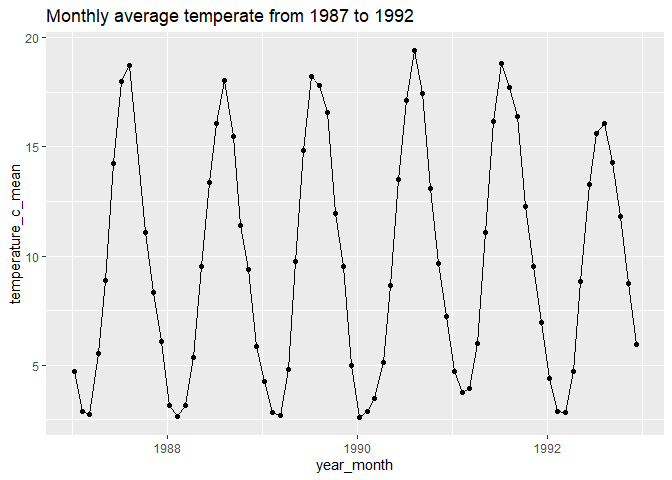 Monthly average temperate from 1987 to 1992
20
15
10
5
temperature_c_mean
1988 1990 1992
year_month